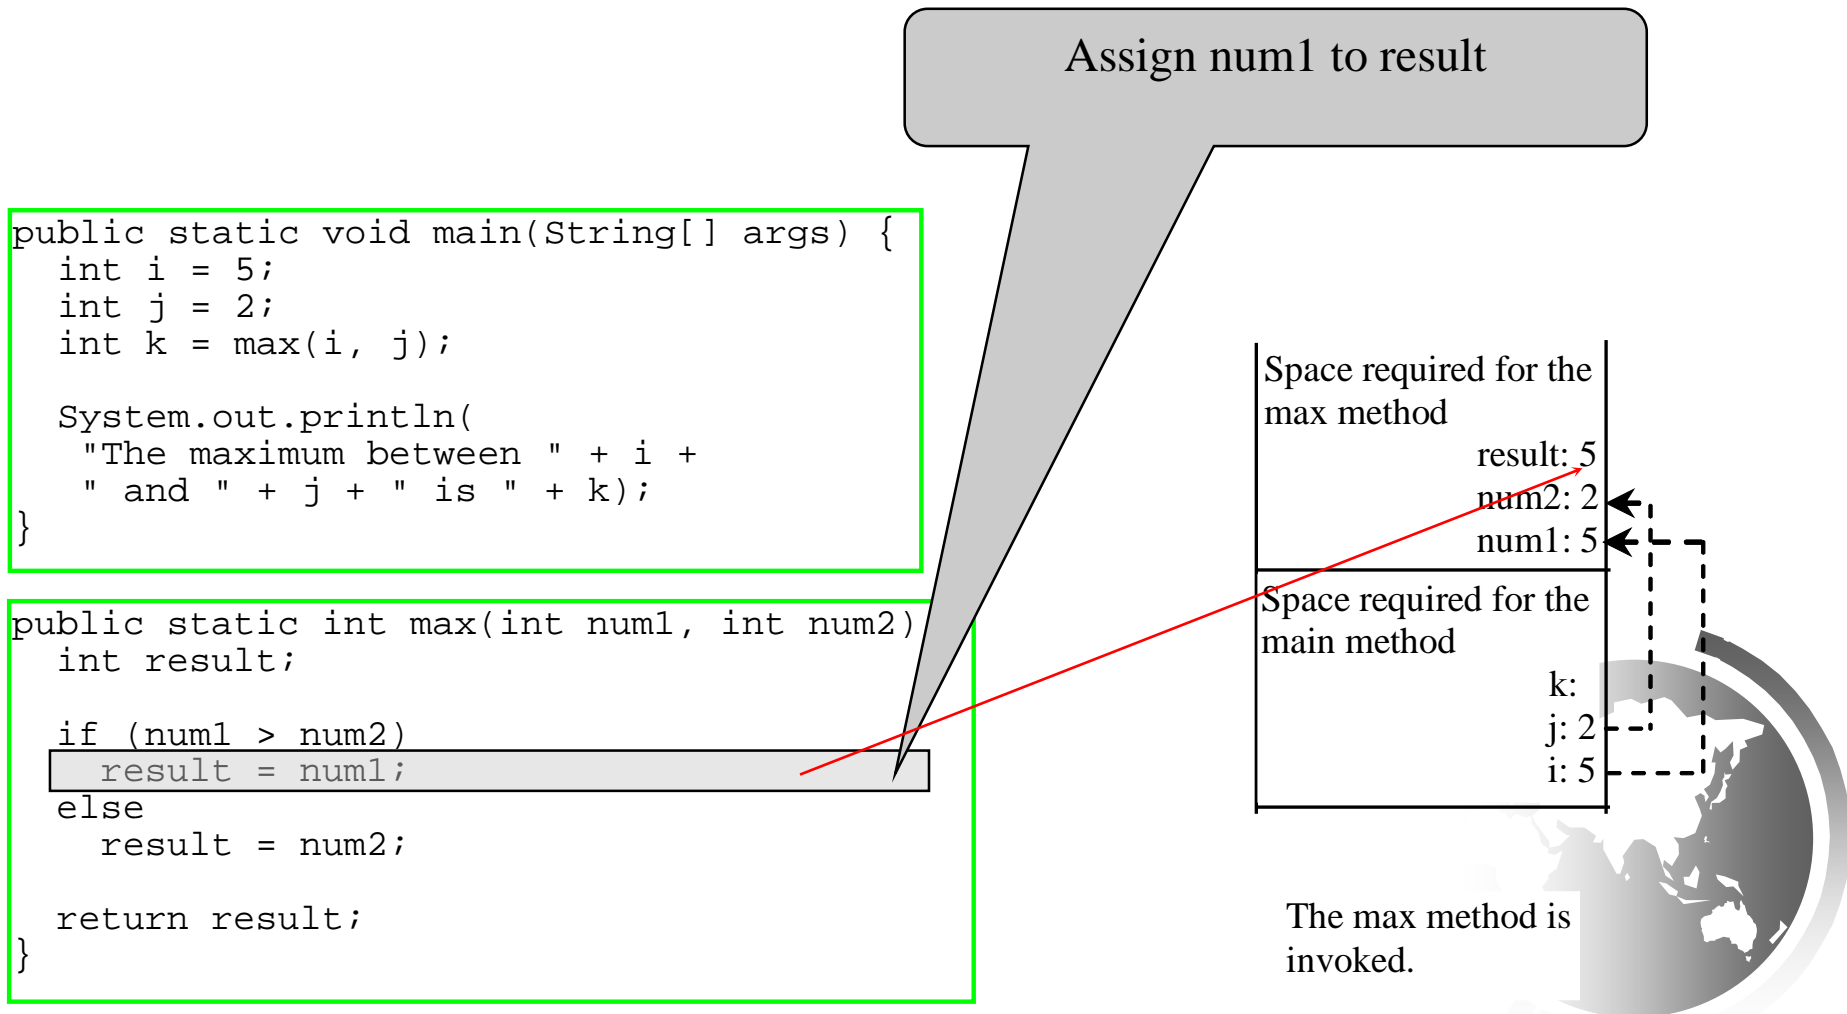 Assign num1 to result
public static void main(String[] args) {
  int i = 5;
  int j = 2;
  int k = max(i, j);
  System.out.println(
   "The maximum between " + i +
   " and " + j + " is " + k);
}
public static int max(int num1, int num2)
  int result;
  if (num1 > num2)
    result = num1;
  else
    result = num2;
  return result;
}
Space required for the
max method
result: 5
num2: 2
num1: 5
Space required for the
main method
k:
j: 2
i: 5
The max method is
invoked.